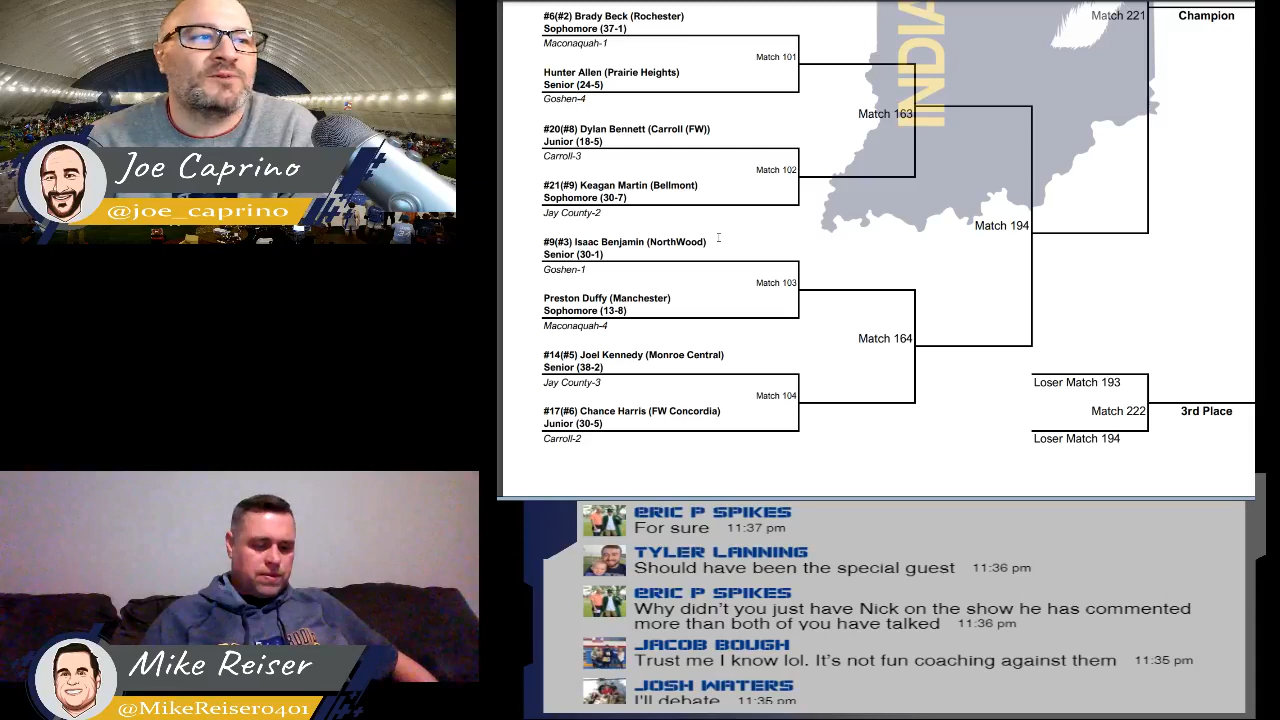 Joe Caprino
@joe_caprino
#6(#2) Brady Beck (Rochester)
Sophomore (37-1)
Maconaquah-1
Match 101
Hunter Allen (Prairie Heights)
Senior (24-5)
Goshen-4
Match 163
#20(#8) Dylan Bennett (Carroll (FW))
Junior (18-5)
Carroll-3
Match 102
#21(#9) Keagan Martin (Bellmont)
Sophomore (30-7)
Jay County-2
Match 194
#9(#3) Isaac Benjamin (NorthWood)
Senior (30-1)
Goshen-1
Match 103
Preston Duffy (Manchester)
Sophomore (13-8)
Maconaquah-4
Match 164
#14(#5) Joel Kennedy (Monroe Central)
Senior (38-2)
Jay County-3
Match 104
#17(#6) Chance Harris (FW Concordia)
Junior (30-5)
Carroll-2
INDIA
Match 221
Champion
Loser Match 193
Match 222
3rd Place
Loser Match 194
Mike Reiser
@MikeReiser0401
ERIC P SPIKES
For sure 11:37 pm
TYLER LANNING
Should have been the special guest 11:36 pm
ERIC P SPIKES
Why didn't you just have Nick on the show he has commented
more than both of you have talked 11:36 pm
JACOB BOUGH
Trust me I know lol. It's not fun coaching against them 11:35 pm
JOSH WATERS
I'll debate 11:35 pm